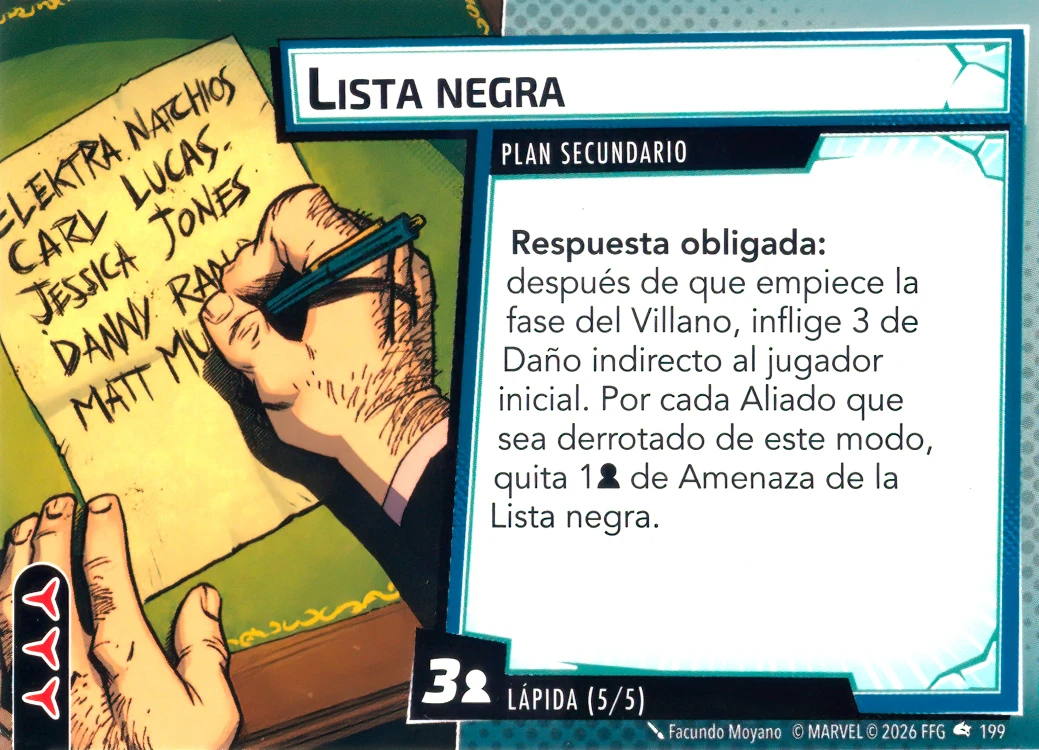 LISTA NEGRA
PLAN SECUNDARIO
ELEKTRA NATCHIOS
CARL LUCAS.
JESSICA JONES
DANNY RAN
MATT MU
Respuesta obligada:
después de que empiece la
fase del Villano, inflige 3 de
Daño indirecto al jugador
inicial. Por cada Aliado que
sea derrotado de este modo,
quita 1 de Amenaza de la
Lista negra.
3
LÁPIDA (5/5)
Facundo Moyano © MARVEL © 2026 FFG 199